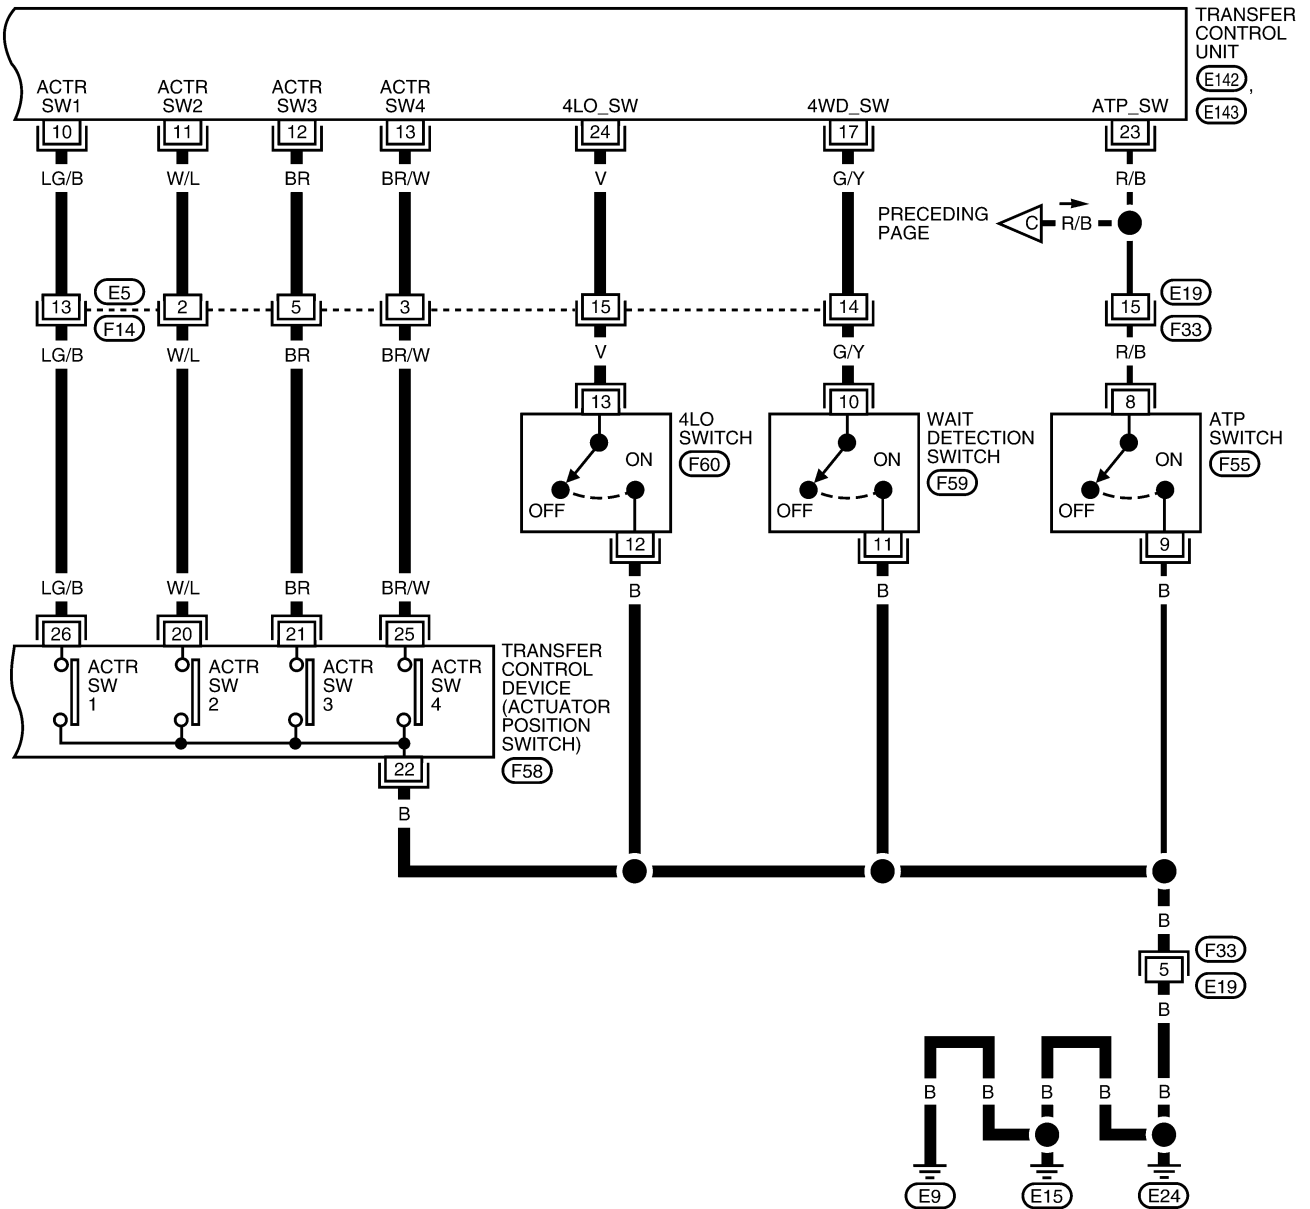 TRANSFER
CONTROL
UNIT
E142,
E143
ACTR
SW1
ACTR
SW2
ACTR
SW3
ACTR
SW4
4LO_SW
4WD_SW
ATP_SW
10
11
12
13
24
17
23
LG/B
W/L
BR
BR/W
V
G/Y
R/B
PRECEDING
PAGE
C
R/B
E5
F14
13
2
5
3
15
14
15
E19
F33
LG/B
W/L
BR
BR/W
V
G/Y
R/B
13
10
8
4LO
SWITCH
F60
ON
OFF
WAIT
DETECTION
SWITCH
F59
ON
OFF
ATP
SWITCH
F55
ON
OFF
12
11
9
LG/B
W/L
BR
BR/W
B
B
B
26
20
21
25
ACTR
SW
1
ACTR
SW
2
ACTR
SW
3
ACTR
SW
4
TRANSFER
CONTROL
DEVICE
(ACTUATOR
POSITION
SWITCH)
F58
22
B
B
F33
5
E19
B
B
B
B
B
B
E9
E15
E24